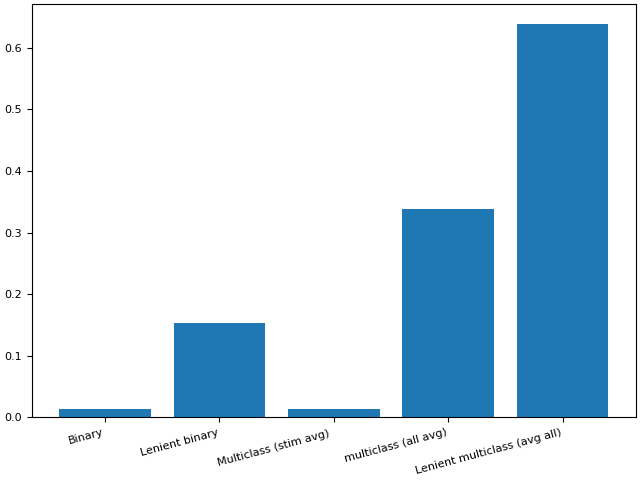 0.6
0.5
0.4
0.3
0.2
0.1
0.0
Binary
Lenient binary
Multiclass (stim avg)
multiclass (all avg)
Lenient multiclass (avg all)